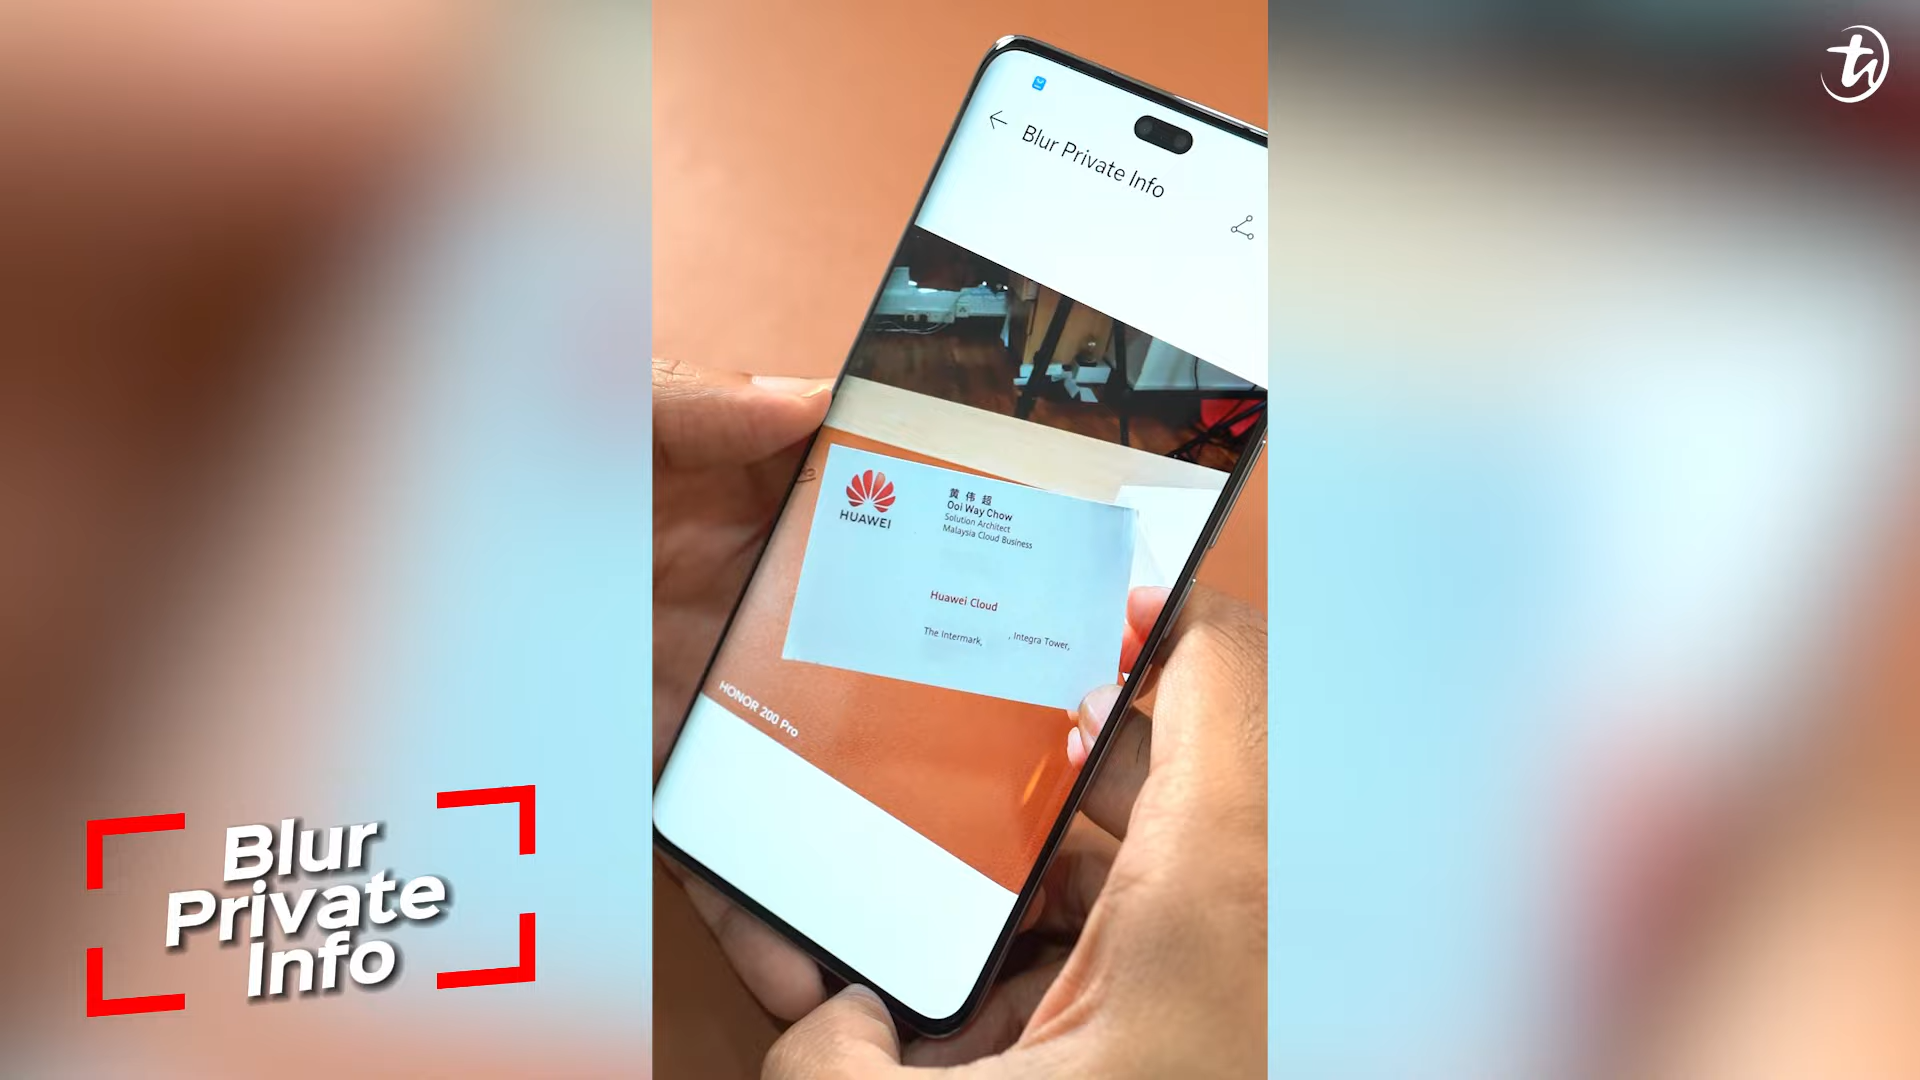 Blur Private Info
黄 伟 超
Ooi Way Chow
Solution Architect
Malaysia Cloud Business
HUAWEI
Huawei Cloud
The Intermark, , Integra Tower,
HONOR 200 Pro
Blur
Private
Info